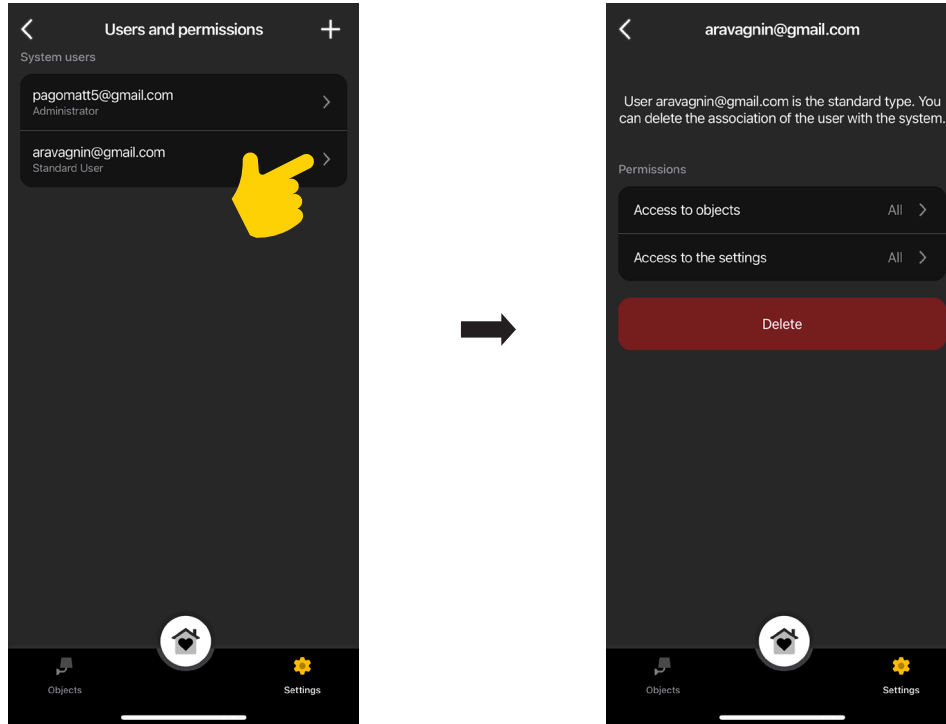 Users and permissions
System users
pagomatt5@gmail.com
Administrator
aravagnin@gmail.com
Standard User
Objects
Settings
aravagnin@gmail.com
User aravagnin@gmail.com is the standard type. You
can delete the association of the user with the system.
Permissions
Access to objects All
Access to the settings All
Delete
Objects
Settings